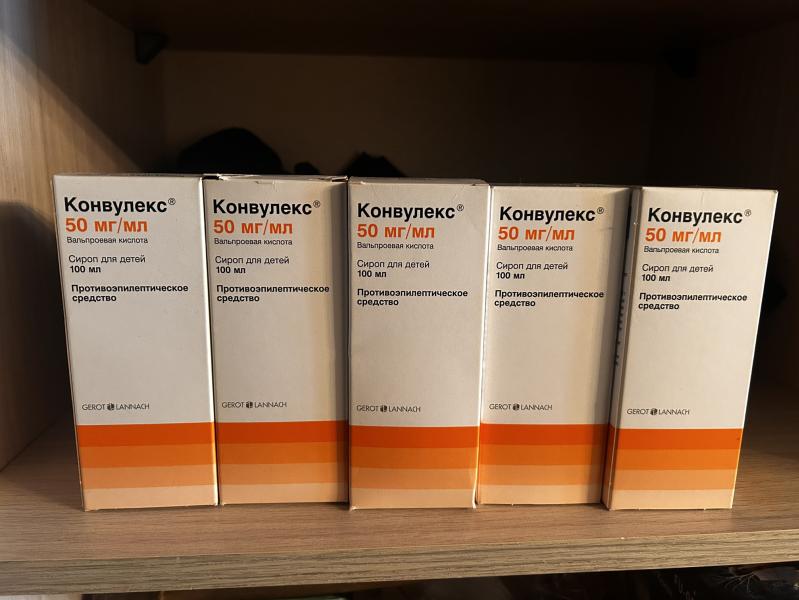 Конвулекс®
50 мг/мл
Вальпроевая кислота
Сироп для детей
100 мл
Противоэпилептическое
средство
GEROT LANNACH
Конвулекс®
50 мг/мл
Вальпроевая кислота
Сироп для детей
100 мл
Противоэпилептическое
средство
GEROT LANNACH
Конвулекс®
50 мг/мл
Вальпроевая кислота
Сироп для детей
100 мл
Противоэпилептическое
средство
GEROT LANNACH
Конвулекс®
50 мг/мл
Вальпроевая кислота
Сироп для детей
100 мл
Противоэпилептическое
средство
GEROT LANNACH
Конвулекс®
50 мг/мл
Вальпроевая кислота
Сироп для детей
100 мл
Противоэпилептическое
средство
GEROT LANNACH